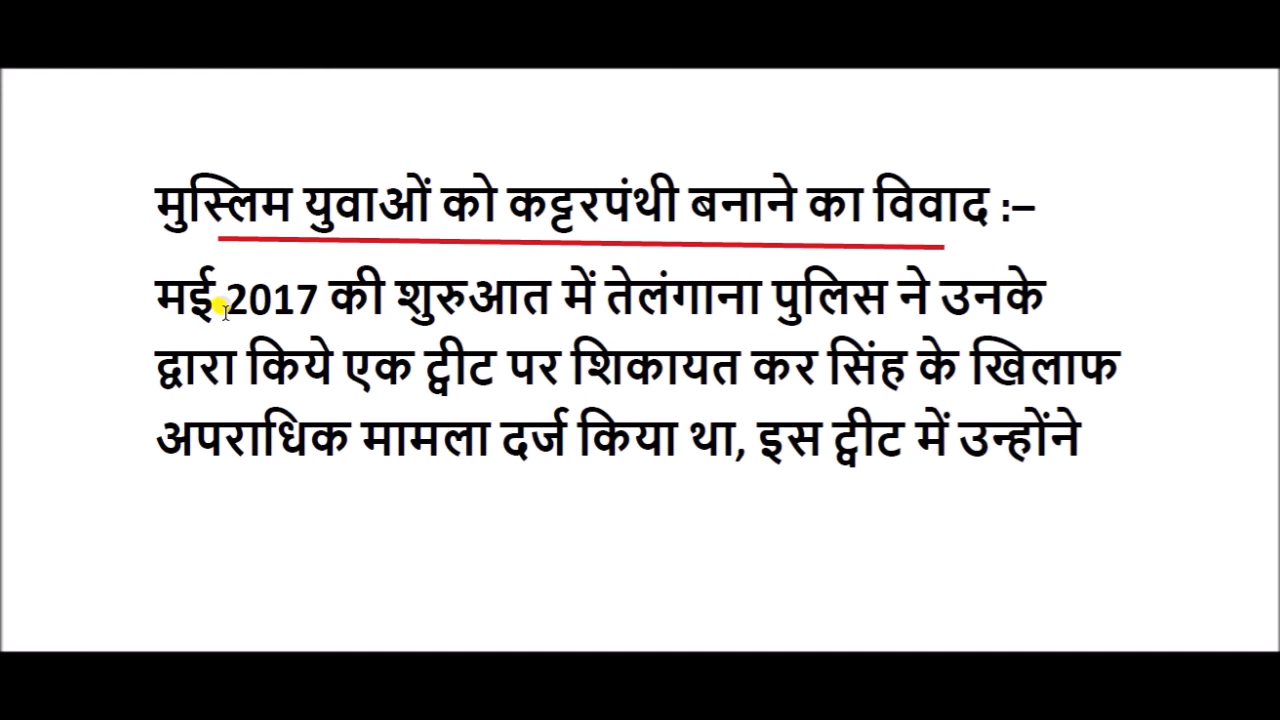 मुस्लिम युवाओं को कट्टरपंथी बनाने का विवाद :–
मई 2017 की शुरुआत में तेलंगाना पुलिस ने उनके
द्वारा किये एक ट्वीट पर शिकायत कर सिंह के खिलाफ
अपराधिक मामला दर्ज किया था, इस ट्वीट में उन्होंने